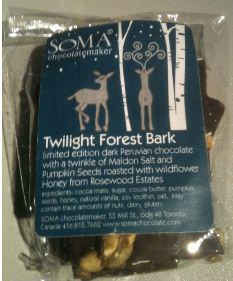 SOMA
chocolatemaker
Twilight Forest Bark
limited edition dark Peruvian chocolate
with a twinkle of Maldon Salt and
Pumpkin Seeds roasted with wildflower
Honey from Rosewood Estates
Ingredients: cocoa mass, sugar, cocoa butter, pumpkin
seeds, honey, natural vanilla, soy lecithin, salt. May
contain trace amounts of nuts, dairy, gluten.
SOMA chocolatemaker, 55 Mill St., bldg 48 Toronto,
Canada 416.815.7662 www.somachocolate.com